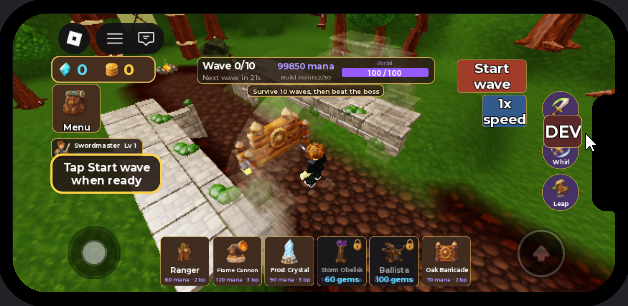 0 0
Menu
Swordmaster Lv 1
Tap Start wave
when ready
Wave 0/10
99850 mana
Portal
Next wave in 21s
Build Points 2/30
100 / 100
Survive 10 waves, then beat the boss
Start
wave
1x
speed
DEV
Whirl
Leap
Ranger
60 mana · 2 bp
Flame Cannon
120 mana · 3 bp
Frost Crystal
90 mana · 3 bp
Storm Obelisk
60 gems
Ballista
100 gems
Oak Barricade
70 mana · 2 bp